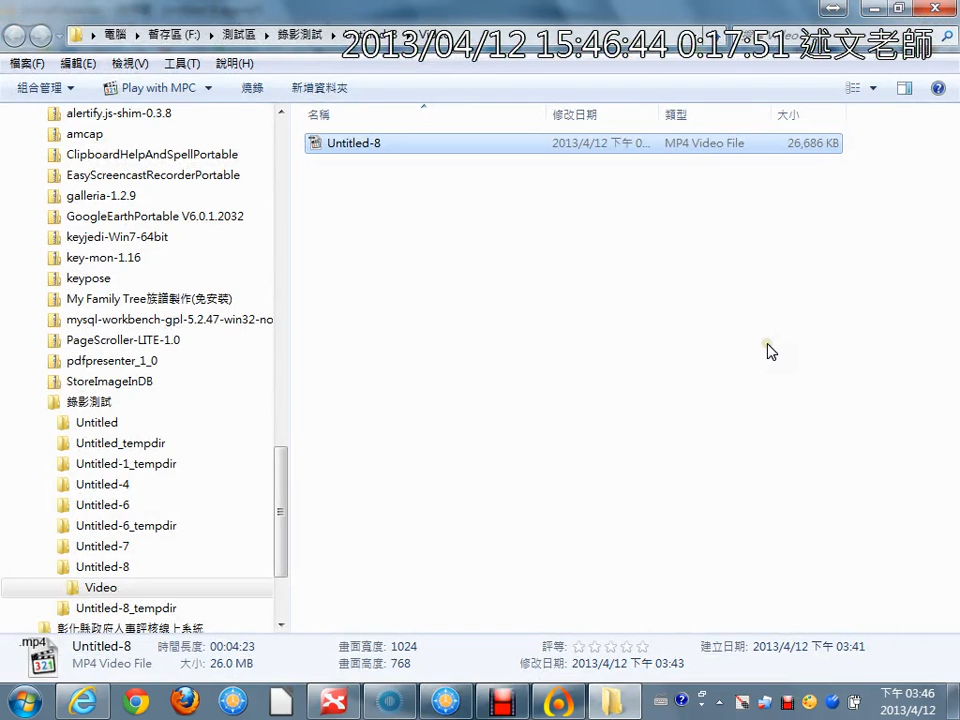 電腦 ▸ 暫存區 (F:) ▸ 測試區 ▸ 錄影測試
2013/04/12 15:46:44 0:17:51 述文老師
檔案(F) 編輯(E) 檢視(V) 工具(T) 說明(H)
組合管理 Play with MPC 燒錄 新增資料夾
名稱 修改日期 類型 大小
Untitled-8 2013/4/12 下午 0... MP4 Video File 26,686 KB
alertify.js-shim-0.3.8
amcap
ClipboardHelpAndSpellPortable
EasyScreencastRecorderPortable
galleria-1.2.9
GoogleEarthPortable V6.0.1.2032
keyjedi-Win7-64bit
key-mon-1.16
keypose
My Family Tree族譜製作(免安裝)
mysql-workbench-gpl-5.2.47-win32-no
PageScroller-LITE-1.0
pdfpresenter_1_0
StoreImageInDB
錄影測試
Untitled
Untitled_tempdir
Untitled-1_tempdir
Untitled-4
Untitled-6
Untitled-6_tempdir
Untitled-7
Untitled-8
Video
Untitled-8_tempdir
彰化縣政府人事評核線上系統
.mp4
321
Untitled-8 時間長度: 00:04:23 畫面寬度: 1024 評等: 建立日期: 2013/4/12 下午 03:41
MP4 Video File 大小: 26.0 MB 畫面高度: 768 修改日期: 2013/4/12 下午 03:43
下午 03:46
2013/04/12